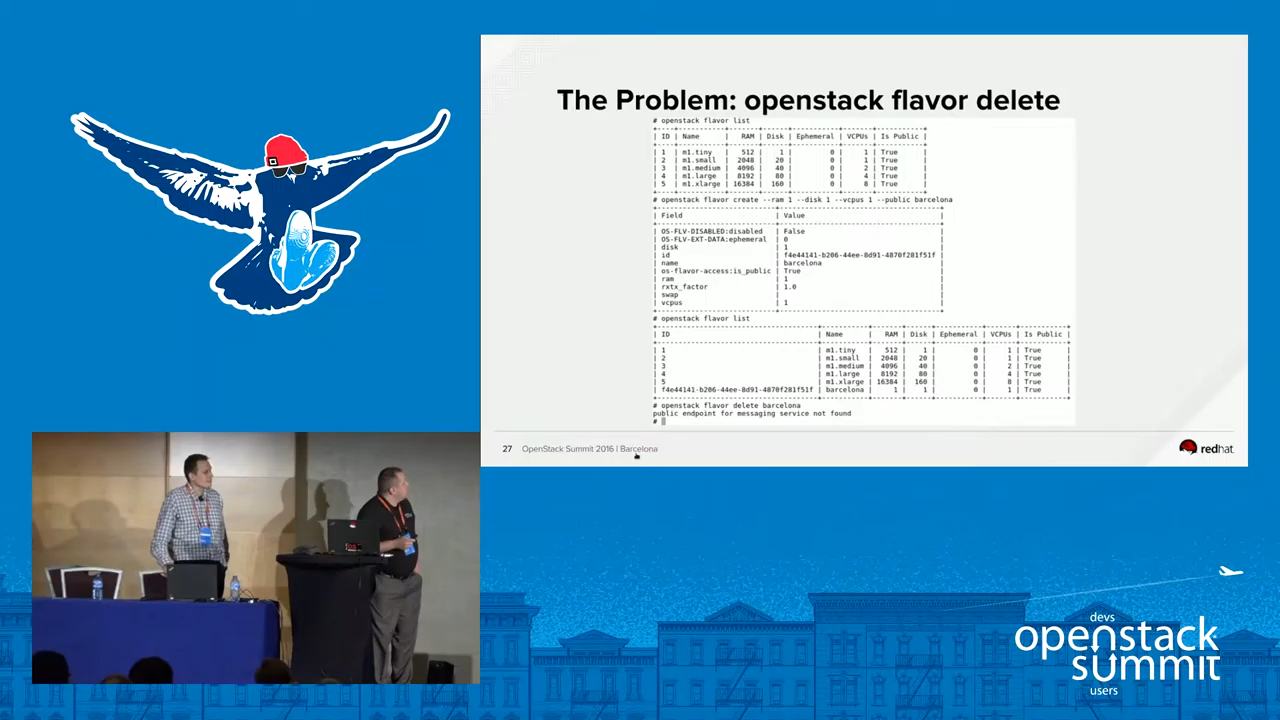 The Problem: openstack flavor delete
# openstack flavor list
| ID | Name | RAM | Disk | Ephemeral | VCPUs | Is Public |
| 1 | m1.tiny | 512 | 1 | 0 | 1 | True |
| 2 | m1.small | 2048 | 20 | 0 | 1 | True |
| 3 | m1.medium | 4096 | 40 | 0 | 2 | True |
| 4 | m1.large | 8192 | 80 | 0 | 4 | True |
| 5 | m1.xlarge | 16384 | 160 | 0 | 8 | True |
# openstack flavor create --ram 1 --disk 1 --vcpus 1 --public barcelona
| Field | Value |
| OS-FLV-DISABLED:disabled | False |
| OS-FLV-EXT-DATA:ephemeral | 0 |
| disk | 1 |
| id | f4e44141-b206-44ee-8d91-4870f281f51f |
| name | barcelona |
| os-flavor-access:is_public | True |
| ram | 1 |
| rxtx_factor | 1.0 |
| swap | |
| vcpus | 1 |
# openstack flavor list
| ID | Name | RAM | Disk | Ephemeral | VCPUs | Is Public |
| 1 | m1.tiny | 512 | 1 | 0 | 1 | True |
| 2 | m1.small | 2048 | 20 | 0 | 1 | True |
| 3 | m1.medium | 4096 | 40 | 0 | 2 | True |
| 4 | m1.large | 8192 | 80 | 0 | 4 | True |
| 5 | m1.xlarge | 16384 | 160 | 0 | 8 | True |
| f4e44141-b206-44ee-8d91-4870f281f51f | barcelona | 1 | 1 | 0 | 1 | True |
# openstack flavor delete barcelona
public endpoint for messaging service not found
#
27 OpenStack Summit 2016 | Barcelona
redhat.
devs
openstack
summit
users